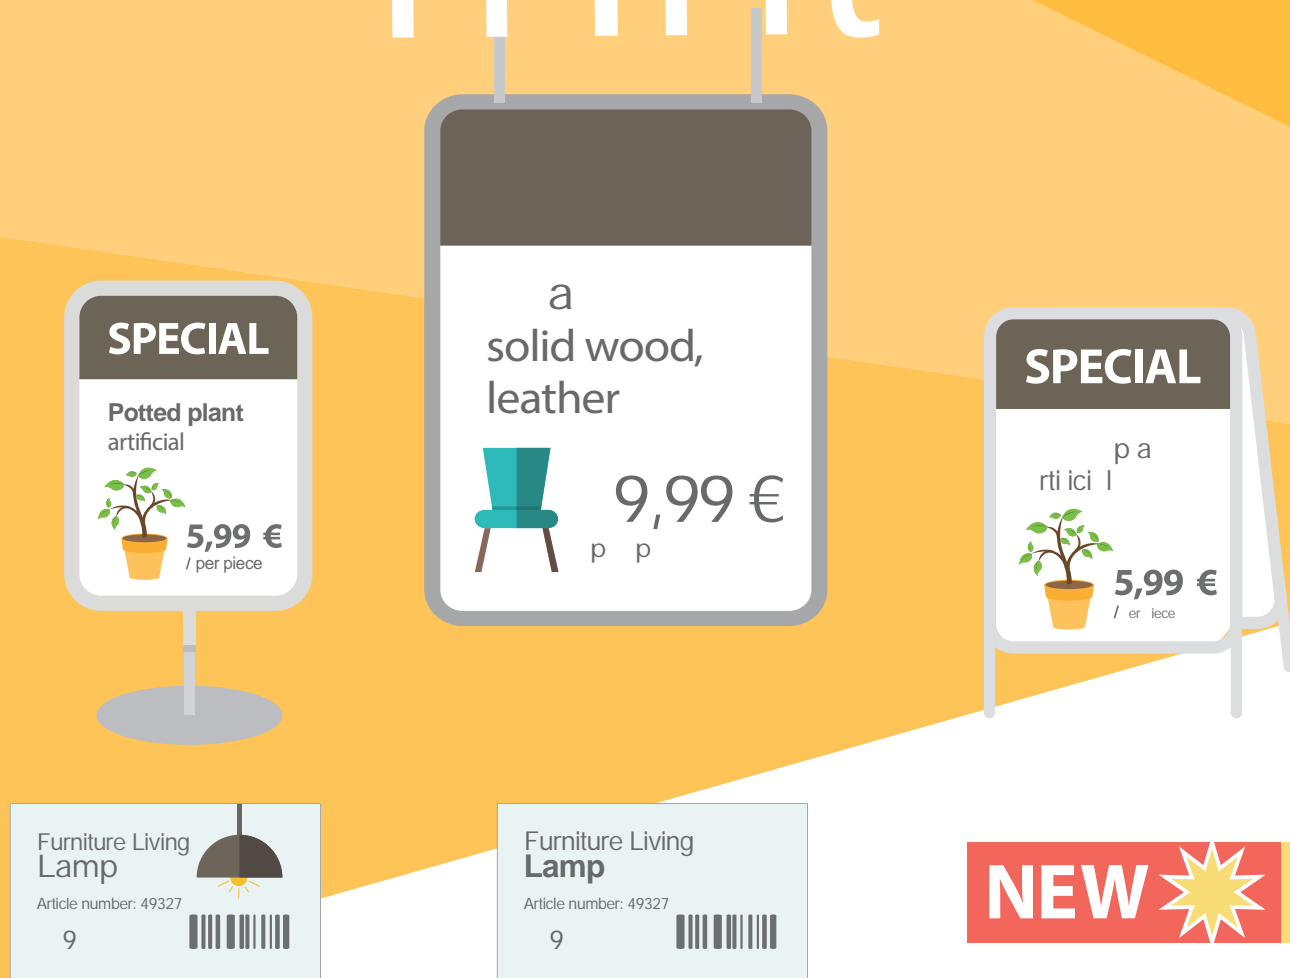 SPECIAL
Potted plant
artificial
5,99 €
/ per piece
a
solid wood,
leather
9,99 €
p p
SPECIAL
p a
rti ici l
5,99 €
/ er iece
Furniture Living
Lamp
Article number: 49327
9
Furniture Living
Lamp
Article number: 49327
9
NEW